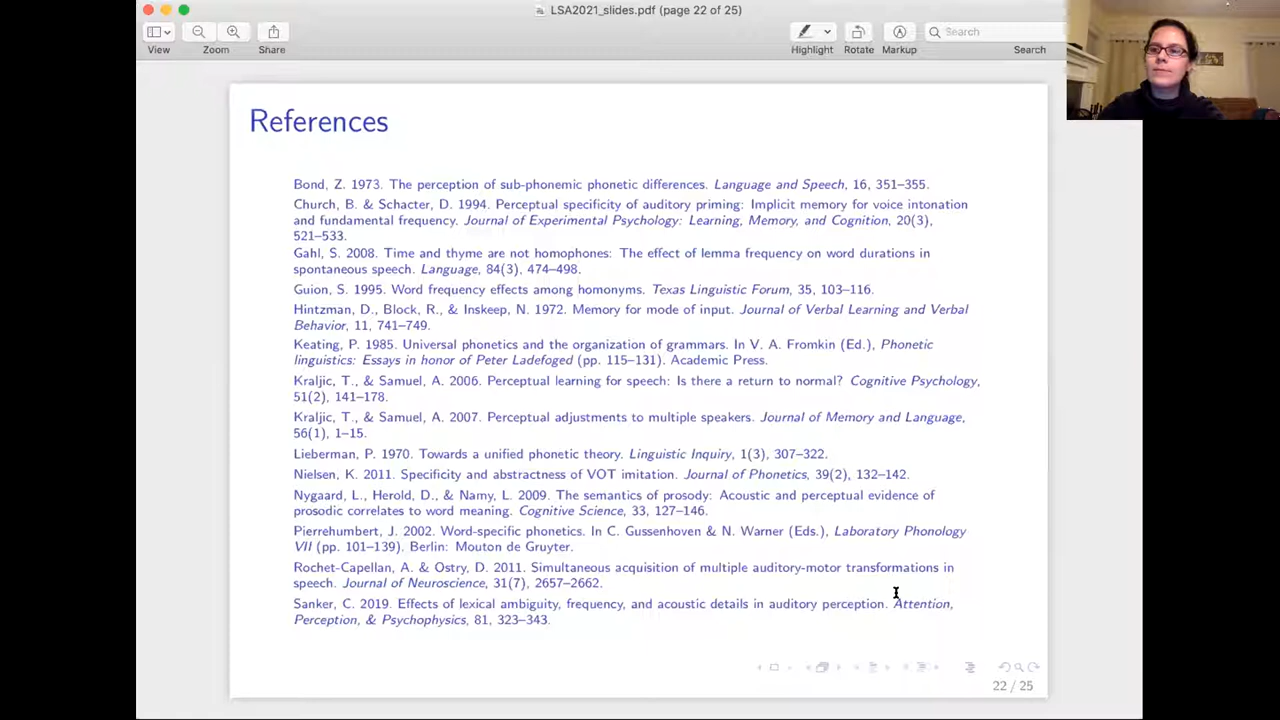 LSA2021_slides.pdf (page 22 of 25)
View
Zoom
Share
Highlight
Rotate
Markup
Search
Search
References
Bond, Z. 1973. The perception of sub-phonemic phonetic differences. Language and Speech, 16, 351–355.
Church, B. & Schacter, D. 1994. Perceptual specificity of auditory priming: Implicit memory for voice intonation
and fundamental frequency. Journal of Experimental Psychology: Learning, Memory, and Cognition, 20(3),
521–533.
Gahl, S. 2008. Time and thyme are not homophones: The effect of lemma frequency on word durations in
spontaneous speech. Language, 84(3), 474–498.
Guion, S. 1995. Word frequency effects among homonyms. Texas Linguistic Forum, 35, 103–116.
Hintzman, D., Block, R., & Inskeep, N. 1972. Memory for mode of input. Journal of Verbal Learning and Verbal
Behavior, 11, 741–749.
Keating, P. 1985. Universal phonetics and the organization of grammars. In V. A. Fromkin (Ed.), Phonetic
linguistics: Essays in honor of Peter Ladefoged (pp. 115–131). Academic Press.
Kraljic, T., & Samuel, A. 2006. Perceptual learning for speech: Is there a return to normal? Cognitive Psychology,
51(2), 141–178.
Kraljic, T., & Samuel, A. 2007. Perceptual adjustments to multiple speakers. Journal of Memory and Language,
56(1), 1–15.
Lieberman, P. 1970. Towards a unified phonetic theory. Linguistic Inquiry, 1(3), 307–322.
Nielsen, K. 2011. Specificity and abstractness of VOT imitation. Journal of Phonetics, 39(2), 132–142.
Nygaard, L., Herold, D., & Namy, L. 2009. The semantics of prosody: Acoustic and perceptual evidence of
prosodic correlates to word meaning. Cognitive Science, 33, 127–146.
Pierrehumbert, J. 2002. Word-specific phonetics. In C. Gussenhoven & N. Warner (Eds.), Laboratory Phonology
VII (pp. 101–139). Berlin: Mouton de Gruyter.
Rochet-Capellan, A. & Ostry, D. 2011. Simultaneous acquisition of multiple auditory-motor transformations in
speech. Journal of Neuroscience, 31(7), 2657–2662.
Sanker, C. 2019. Effects of lexical ambiguity, frequency, and acoustic details in auditory perception. Attention,
Perception, & Psychophysics, 81, 323–343.
22 / 25